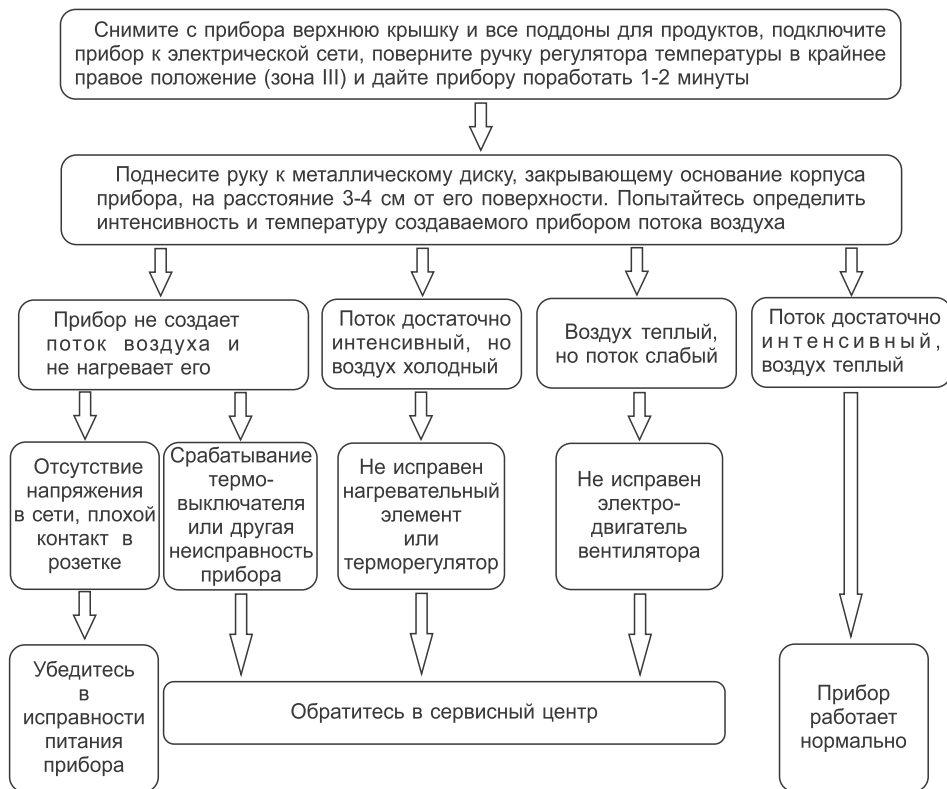 Снимите с прибора верхнюю крышку и все поддоны для продуктов, подключите
прибор к электрической сети, поверните ручку регулятора температуры в крайнее
правое положение (зона III) и дайте прибору поработать 1-2 минуты
Поднесите руку к металлическому диску, закрывающему основание корпуса
прибора, на расстояние 3-4 см от его поверхности. Попытайтесь определить
интенсивность и температуру создаваемого прибором потока воздуха
Прибор не создает
поток воздуха и
не нагревает его
Поток достаточно
интенсивный, но
воздух холодный
Воздух теплый,
но поток слабый
Поток достаточно
интенсивный,
воздух теплый
Отсутствие
напряжения
в сети, плохой
контакт в
розетке
Срабатывание
термо-
выключателя
или другая
неисправность
прибора
Не исправен
нагревательный
элемент
или
терморегулятор
Не исправен
электро-
двигатель
вентилятора
Убедитесь
в
исправности
питания
прибора
Обратитесь в сервисный центр
Прибор
работает
нормально